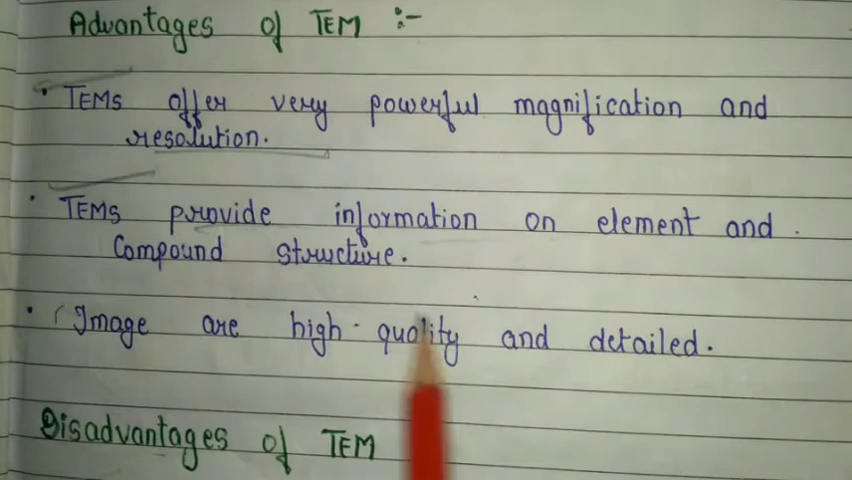 Advantages of TEM :-
• TEMs offer very powerful magnification and
resolution.
• TEMs provide information on element and
Compound structure.
• Image are high quality and detailed.
Disadvantages of TEM